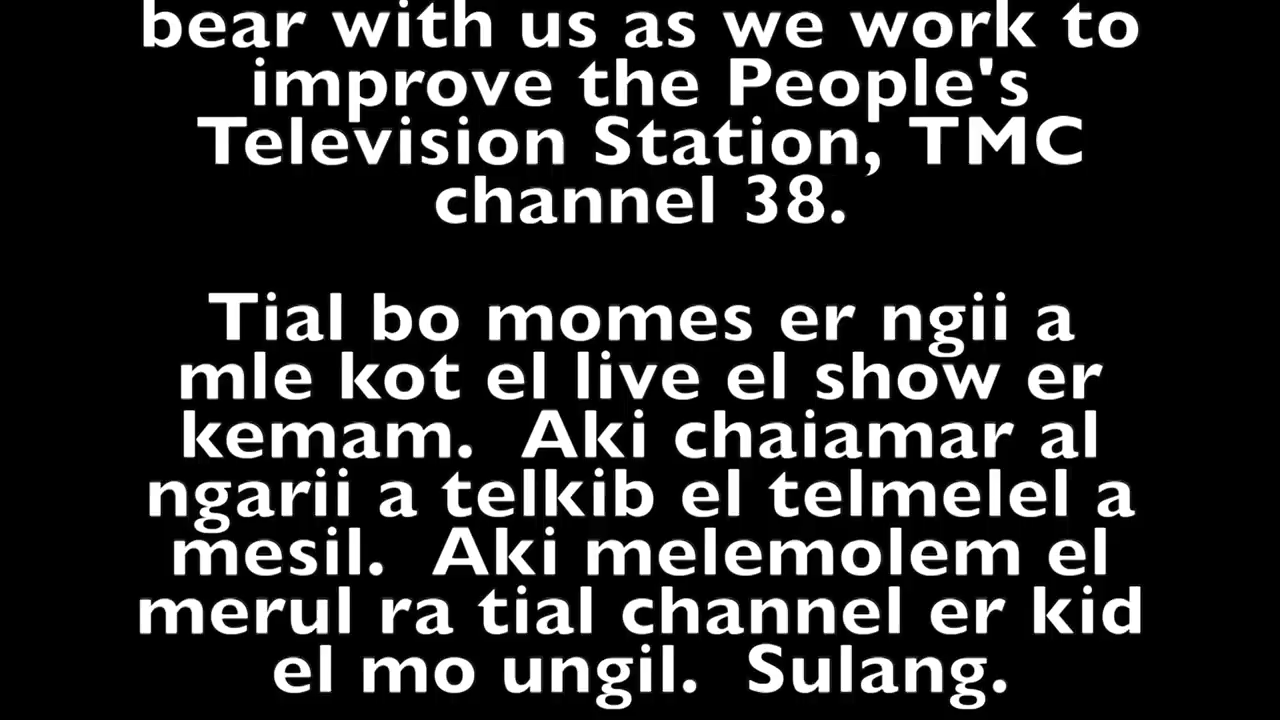 bear with us as we work to
improve the People's
Television Station, TMC
channel 38.
Tial bo momes er ngii a
mle kot el live el show er
kemam.  Aki chaiamar al
ngarii a telkib el telmelel a
mesil.  Aki melemolem el
merul ra tial channel er kid
el mo ungil.  Sulang.